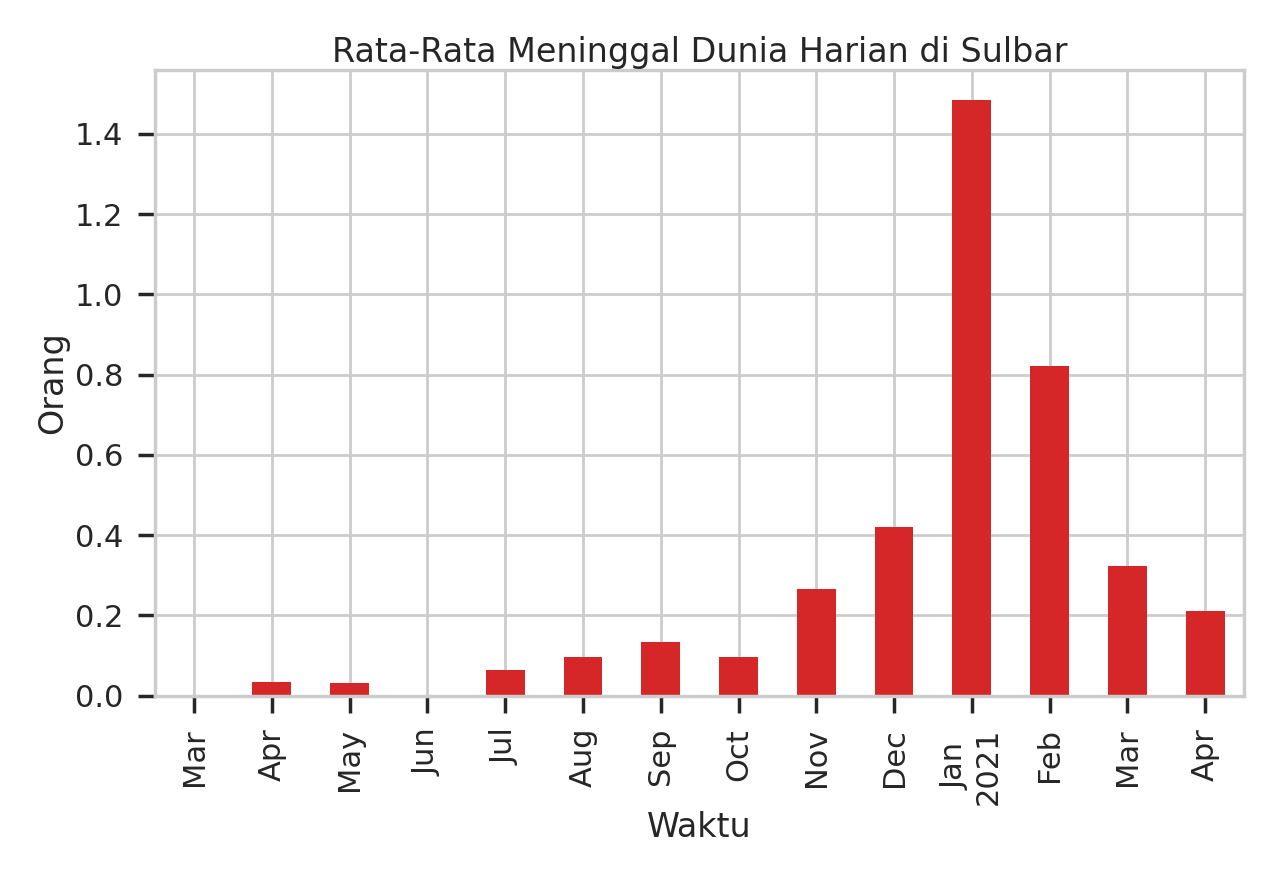 Rata-Rata Meninggal Dunia Harian di Sulbar
Orang
1.4
1.2
1.0
0.8
0.6
0.4
0.2
0.0
Mar
Apr
May
Jun
Jul
Aug
Sep
Oct
Nov
Dec
Jan
2021
Feb
Mar
Apr
Waktu